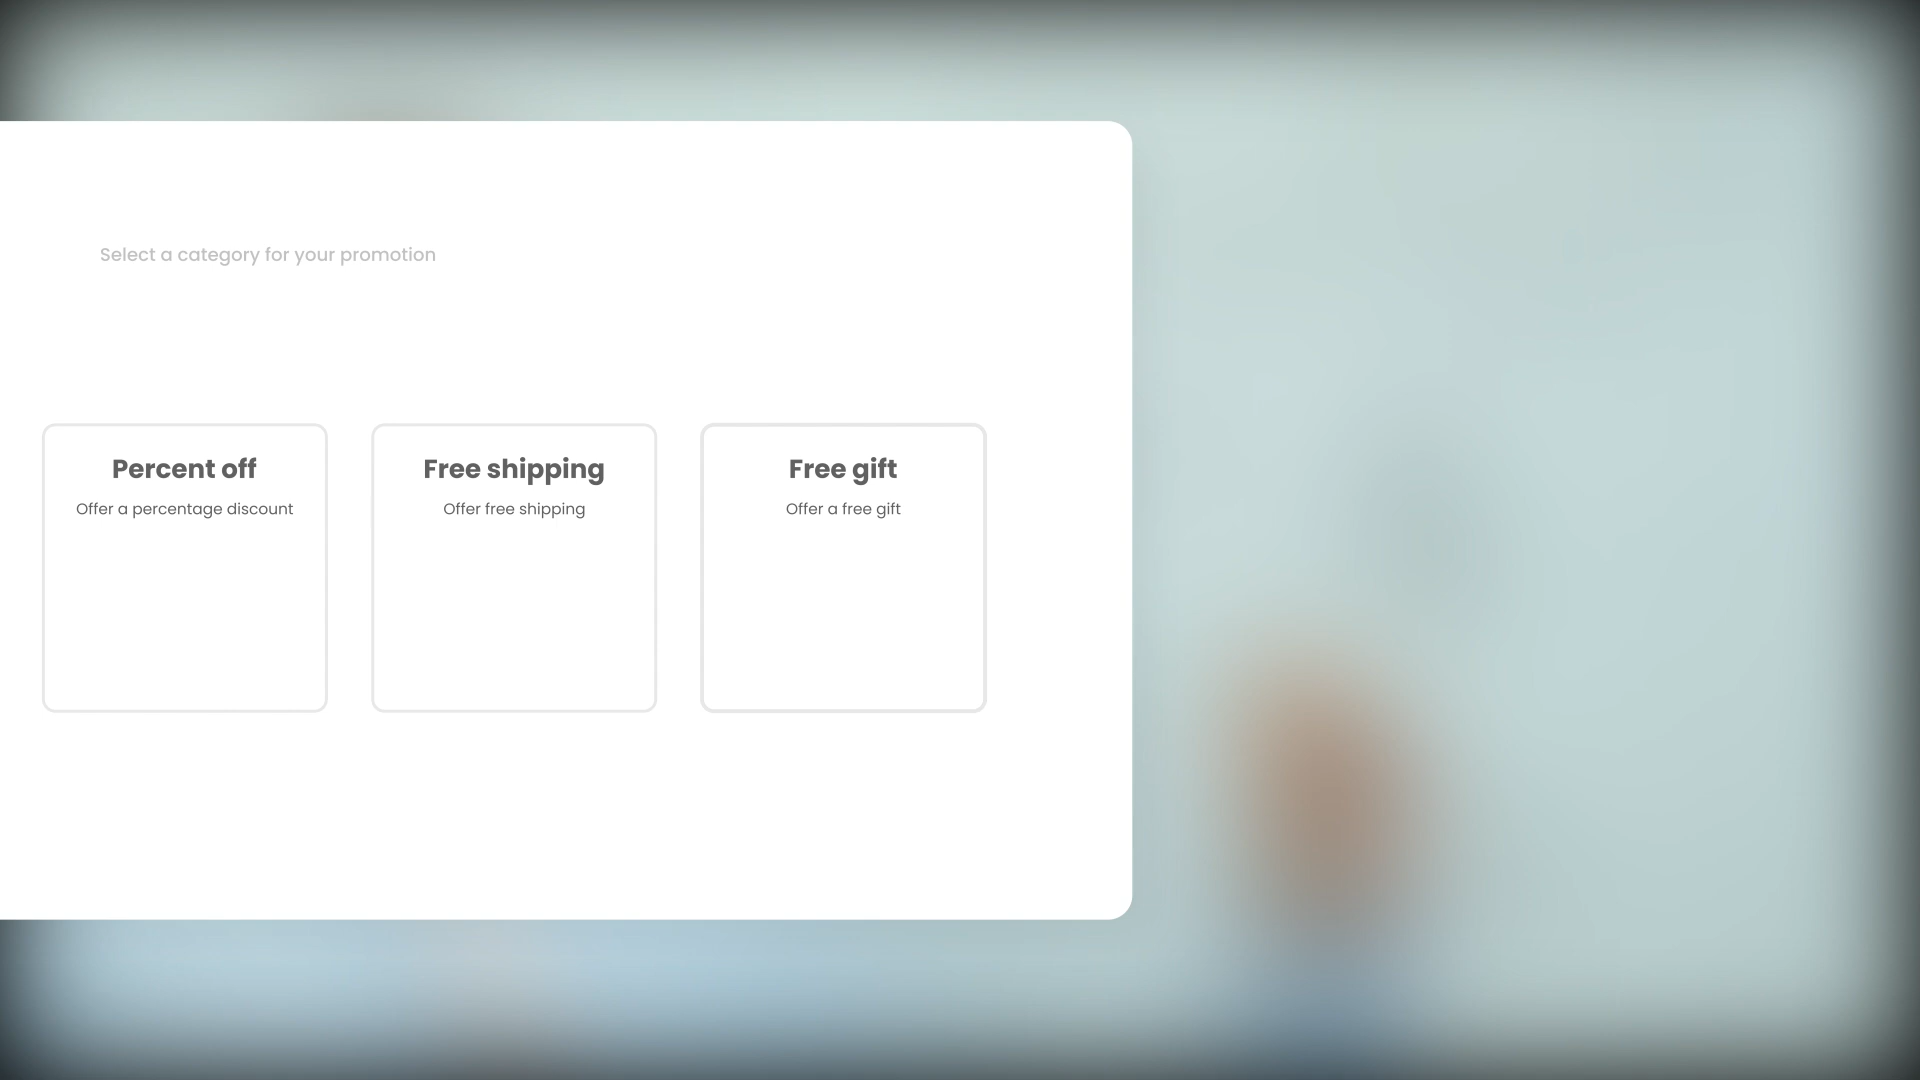 Select a category for your promotion
Percent off
Offer a percentage discount
Free shipping
Offer free shipping
Free gift
Offer a free gift